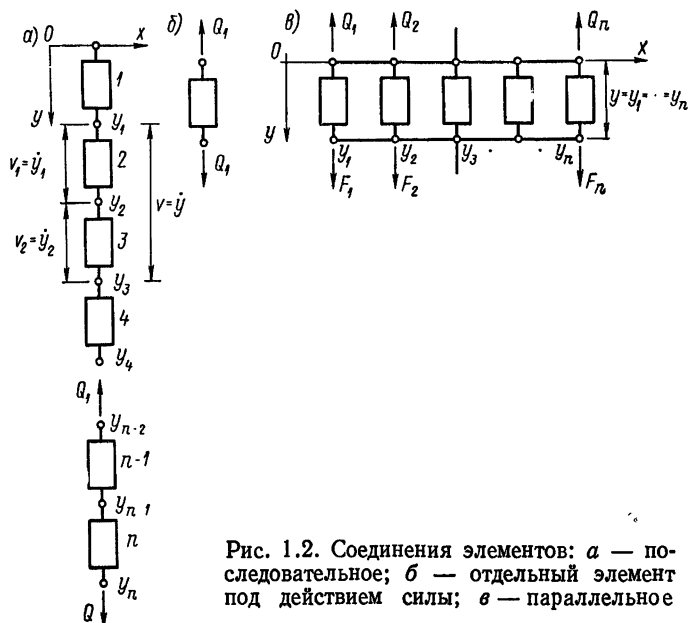 а) 0 x
y
1
y₁
v₁=ẏ₁
2
y₂
v=ẏ
v₂=ẏ₂
3
y₃
4
y₄
Q₁
yₙ₋₂
n-1
yₙ₋₁
n
yₙ
Q
б) Q₁
Q₁
в) Q₁ Q₂ Qₙ
0 x
y=y₁=··=yₙ
y
y₁ y₂ y₃ · · yₙ
F₁ F₂ Fₙ
Рис. 1.2. Соединения элементов: а — по-
следовательное; б — отдельный элемент
под действием силы; в — параллельное